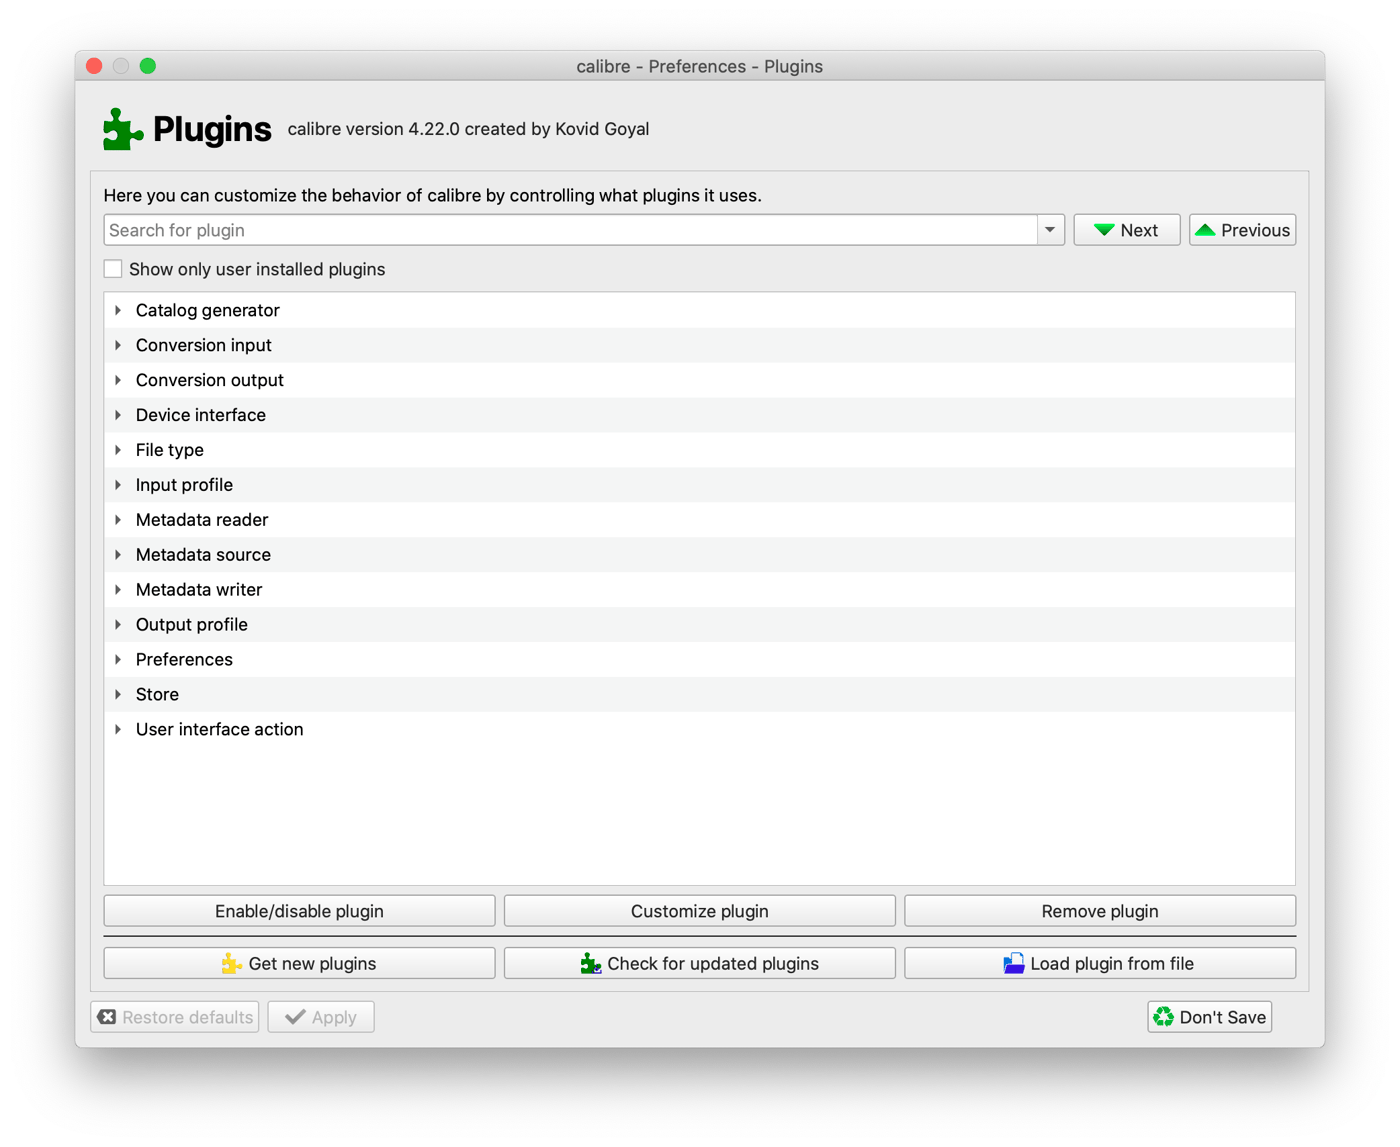 calibre - Preferences - Plugins
Plugins calibre version 4.22.0 created by Kovid Goyal
Here you can customize the behavior of calibre by controlling what plugins it uses.
Search for plugin Next Previous
Show only user installed plugins
Catalog generator
Conversion input
Conversion output
Device interface
File type
Input profile
Metadata reader
Metadata source
Metadata writer
Output profile
Preferences
Store
User interface action
Enable/disable plugin Customize plugin Remove plugin
Get new plugins Check for updated plugins Load plugin from file
Restore defaults Apply Don't Save